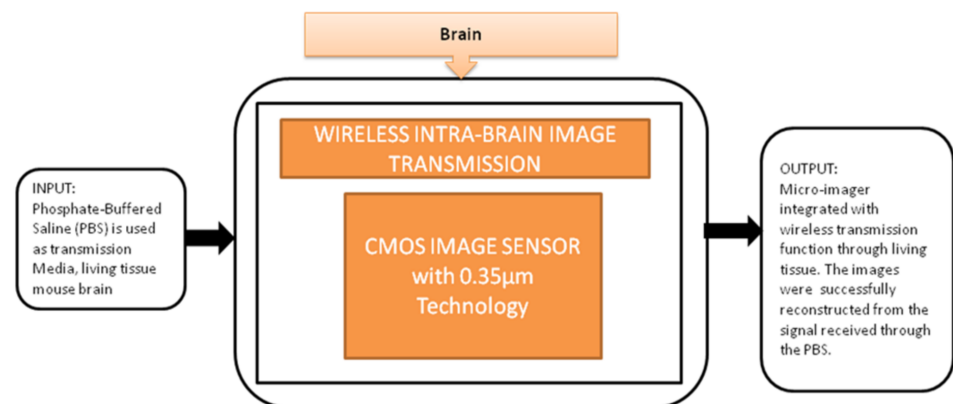 Brain
WIRELESS INTRA-BRAIN IMAGE
TRANSMISSION
CMOS IMAGE SENSOR
with 0.35µm
Technology
INPUT:
Phosphate-Buffered
Saline (PBS) is used
as transmission
Media, living tissue
mouse brain
OUTPUT:
Micro-imager
integrated with
wireless transmission
function through living
tissue. The images
were successfully
reconstructed from the
signal received through
the PBS.